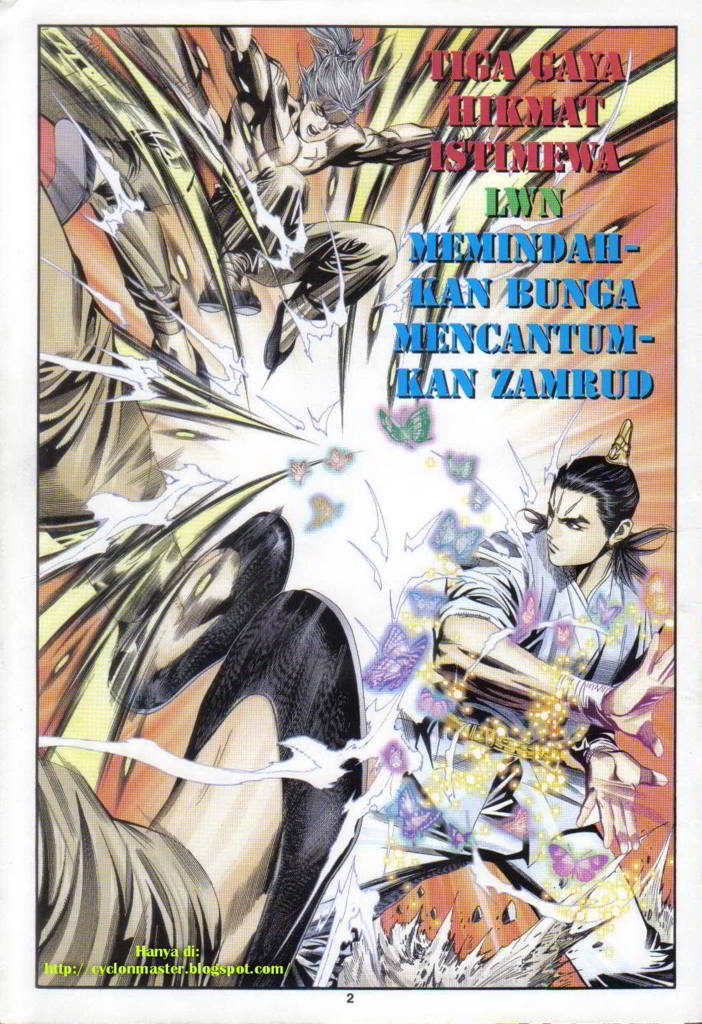 TIGA GAYA
HIKMAT
ISTIMEWA
LWN
MEMINDAH-
KAN BUNGA
MENCANTUM-
KAN ZAMRUD
Hanya di:
http://cyclonmaster.blogspot.com
2